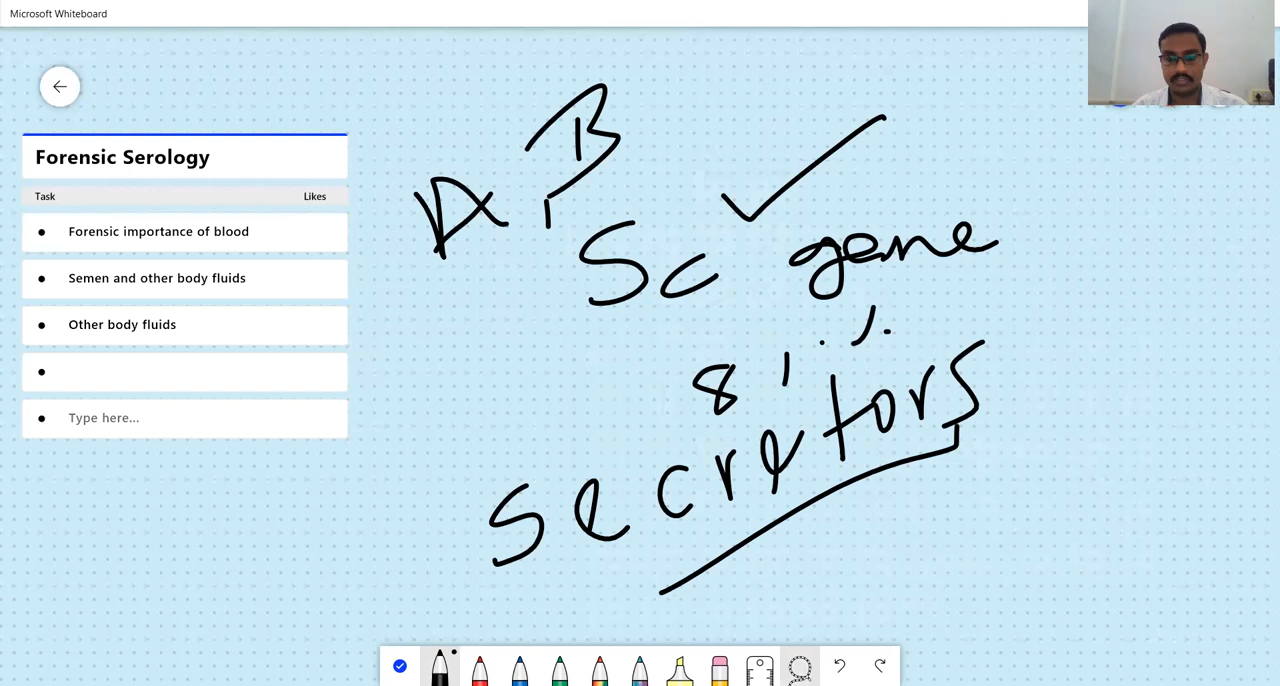 Microsoft Whiteboard
Forensic Serology
Task Likes
Forensic importance of blood
Semen and other body fluids
Other body fluids
Type here...
A B
Sc gene
81%
Secretors